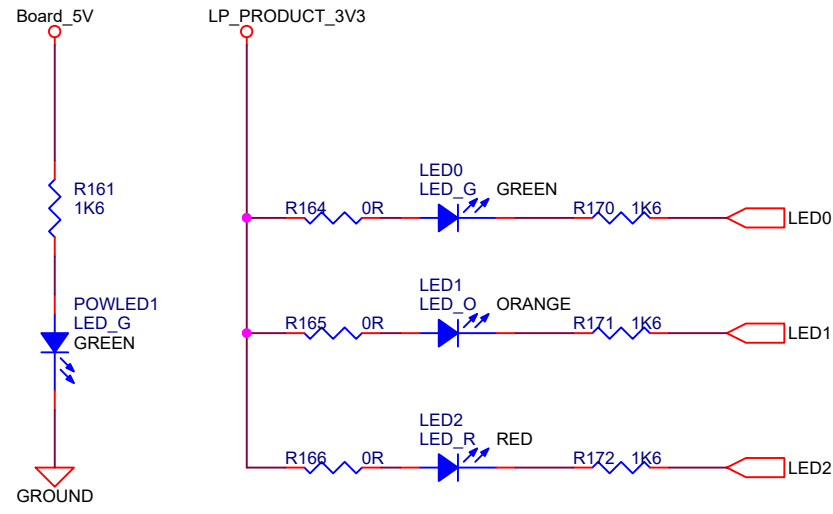 Board_5V
LP_PRODUCT_3V3
R161
1K6
POWLED1
LED_G
GREEN
GROUND
LED0
LED_G GREEN
R164 0R R170 1K6 LED0
LED1
LED_O ORANGE
R165 0R R171 1K6 LED1
LED2
LED_R RED
R166 0R R172 1K6 LED2